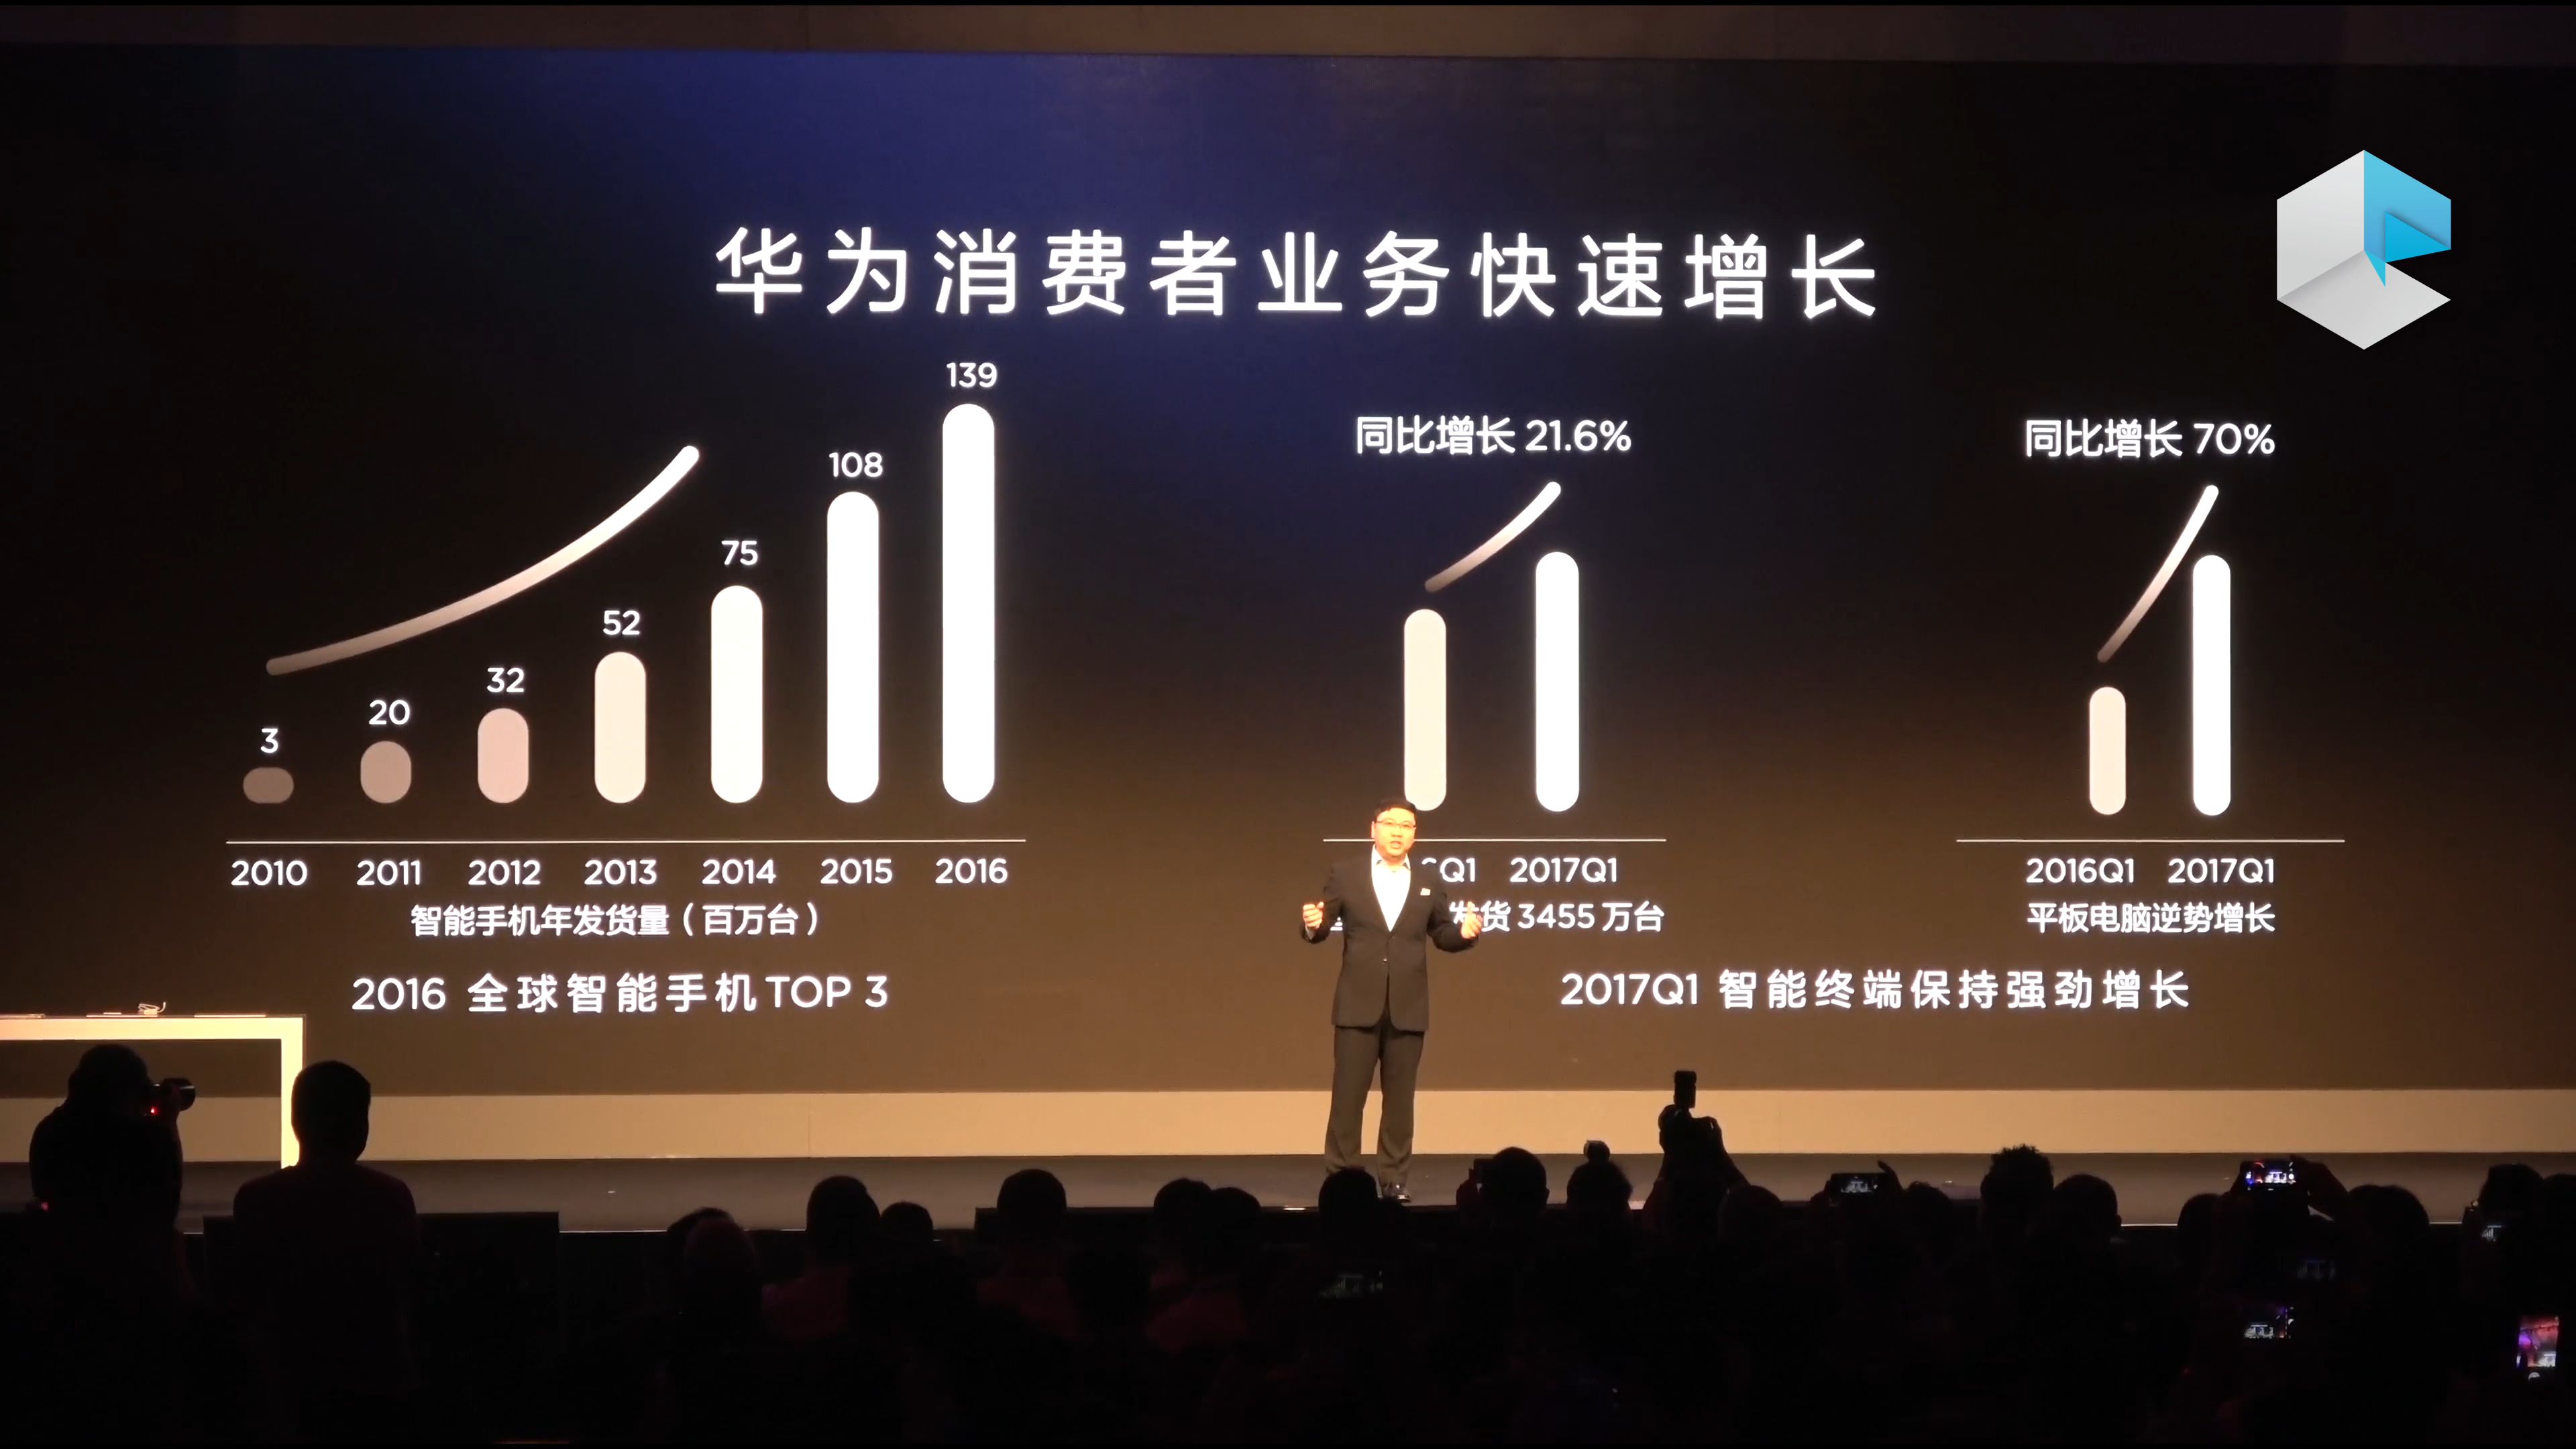 华为消费者业务快速增长
3 20 32 52 75 108 139
2010 2011 2012 2013 2014 2015 2016
智能手机年发货量（百万台）
2016 全球智能手机TOP 3
同比增长 21.6%
Q1 2017Q1
发货 3455 万台
同比增长 70%
2016Q1 2017Q1
平板电脑逆势增长
2017Q1 智能终端保持强劲增长